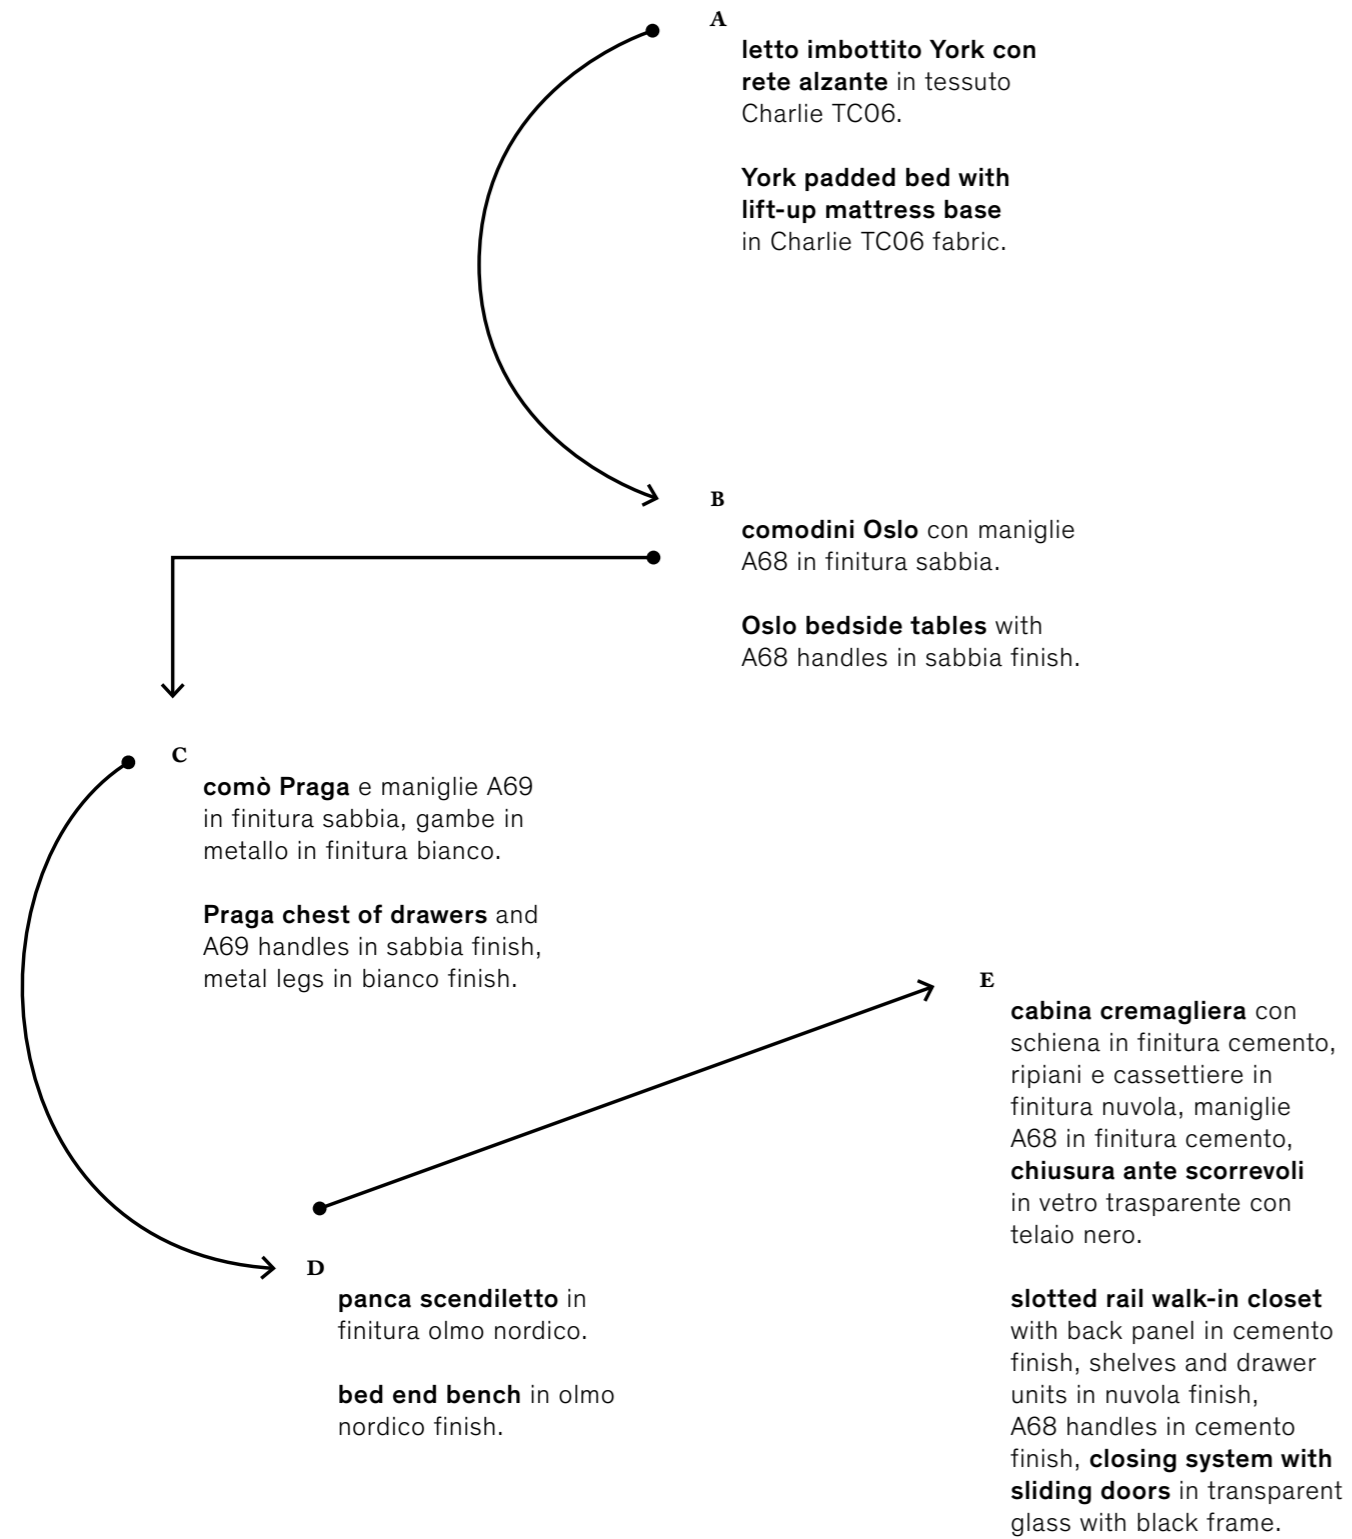 A
letto imbottito York con
rete alzante in tessuto
Charlie TC06.
York padded bed with
lift-up mattress base
in Charlie TC06 fabric.
B
comodini Oslo con maniglie
A68 in finitura sabbia.
Oslo bedside tables with
A68 handles in sabbia finish.
C
comò Praga e maniglie A69
in finitura sabbia, gambe in
metallo in finitura bianco.
Praga chest of drawers and
A69 handles in sabbia finish,
metal legs in bianco finish.
D
panca scendiletto in
finitura olmo nordico.
bed end bench in olmo
nordico finish.
E
cabina cremagliera con
schiena in finitura cemento,
ripiani e cassettiere in
finitura nuvola, maniglie
A68 in finitura cemento,
chiusura ante scorrevoli
in vetro trasparente con
telaio nero.
slotted rail walk-in closet
with back panel in cemento
finish, shelves and drawer
units in nuvola finish,
A68 handles in cemento
finish, closing system with
sliding doors in transparent
glass with black frame.